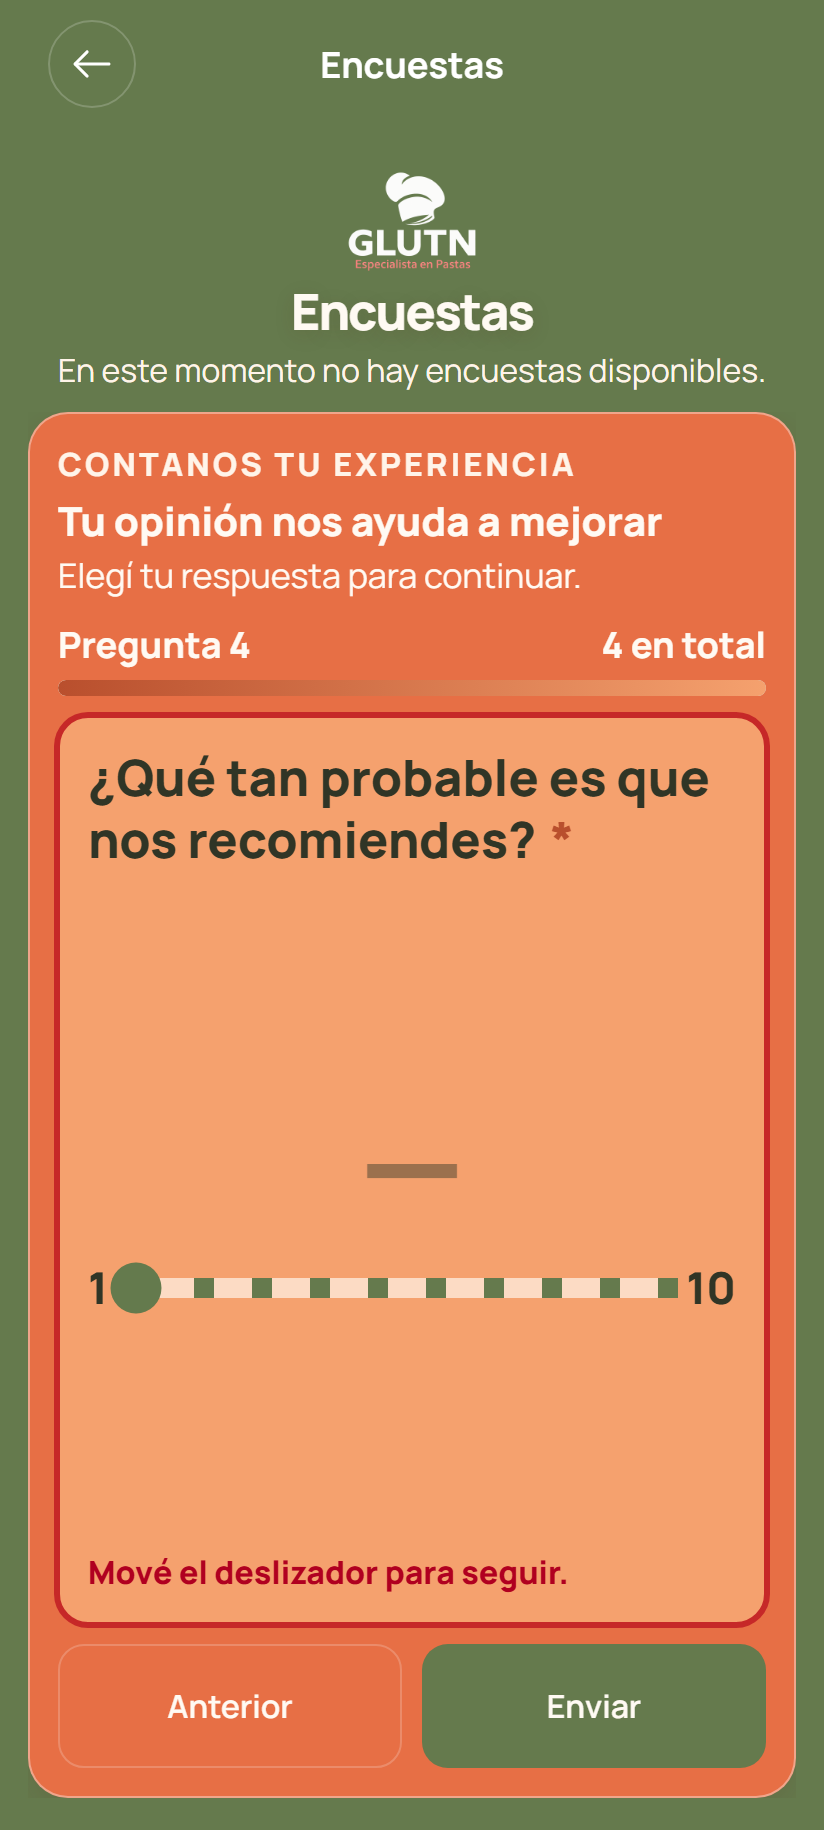 Encuestas
GLUTN
Especialista en Pastas
Encuestas
En este momento no hay encuestas disponibles.
CONTANOS TU EXPERIENCIA
Tu opinión nos ayuda a mejorar
Elegí tu respuesta para continuar.
Pregunta 4
4 en total
¿Qué tan probable es que
nos recomiendes? *
—
1
10
Mové el deslizador para seguir.
Anterior
Enviar